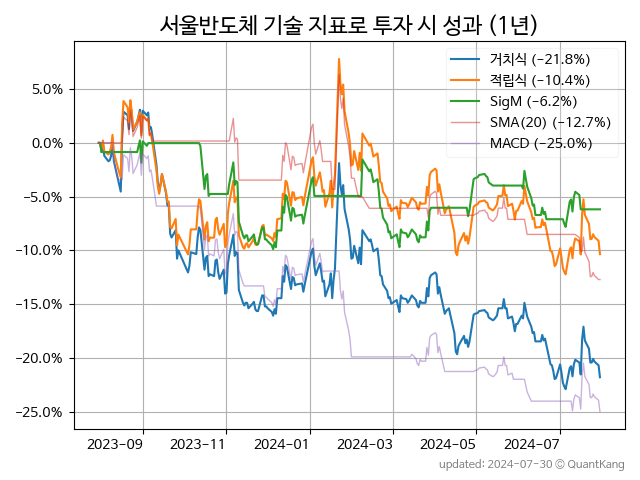 서울반도체 기술 지표로 투자 시 성과 (1년)
거치식 (−21.8%)
적립식 (−10.4%)
SigM (−6.2%)
SMA(20) (−12.7%)
MACD (−25.0%)
5.0%
0.0%
−5.0%
−10.0%
−15.0%
−20.0%
−25.0%
2023−09 2023−11 2024−01 2024−03 2024−05 2024−07
updated: 2024−07−30 © QuantKang